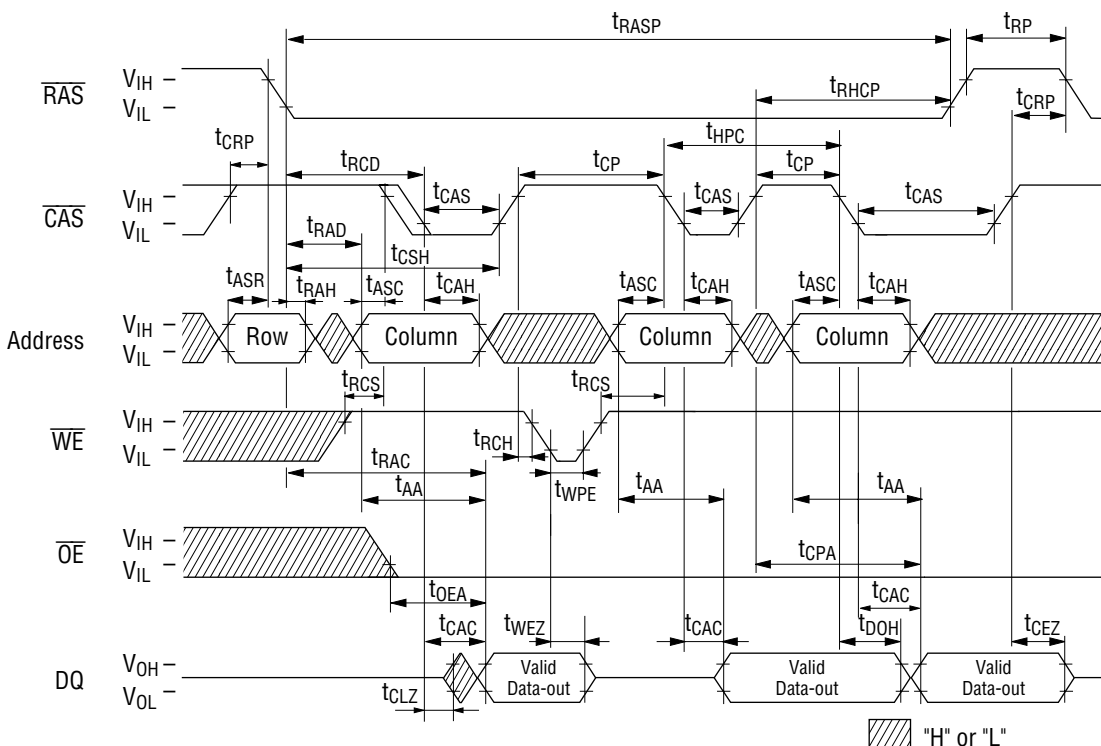 tRASP tRP
RAS VIH VIL tRHCP tCRP
tCRP tRCD tCP tHPC tCP
CAS VIH VIL tCAS tCAS tCAS
tRAD tCSH
tASR tRAH tASC tCAH tASC tCAH tASC tCAH
Address VIH VIL Row Column Column Column
tRCS tRCS
WE VIH VIL tRCH tWPE
tRAC tAA tAA tAA
OE VIH VIL tCPA
tOEA tCAC tWEZ tCAC tCAC tDOH tCEZ
DQ VOH VOL Valid Data-out Valid Data-out Valid Data-out
tCLZ
"H" or "L"